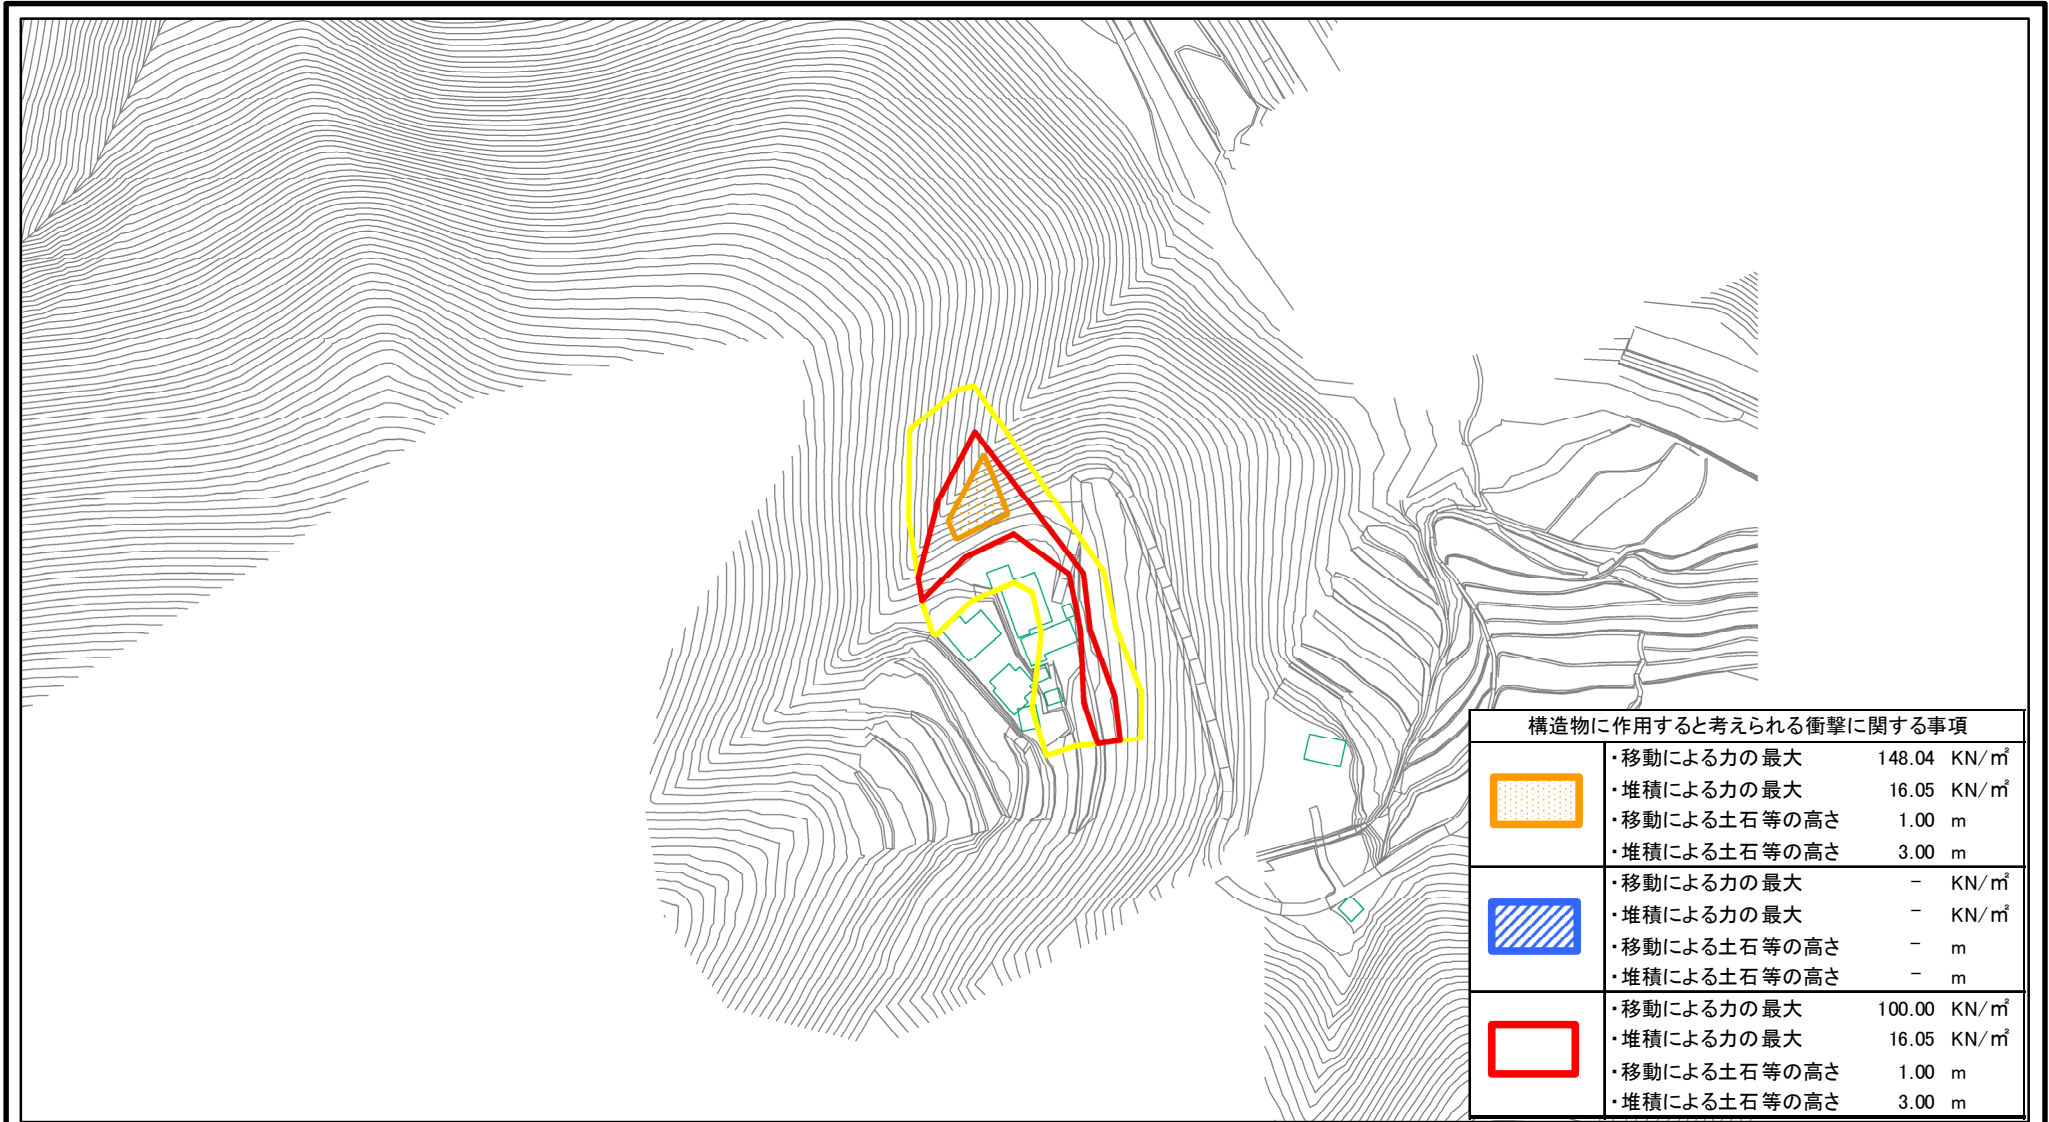 構造物に作用すると考えられる衝撃に関する事項
・移動による力の最大 148.04 KN/㎡
・堆積による力の最大 16.05 KN/㎡
・移動による土石等の高さ 1.00 m
・堆積による土石等の高さ 3.00 m
・移動による力の最大 － KN/㎡
・堆積による力の最大 － KN/㎡
・移動による土石等の高さ － m
・堆積による土石等の高さ － m
・移動による力の最大 100.00 KN/㎡
・堆積による力の最大 16.05 KN/㎡
・移動による土石等の高さ 1.00 m
・堆積による土石等の高さ 3.00 m